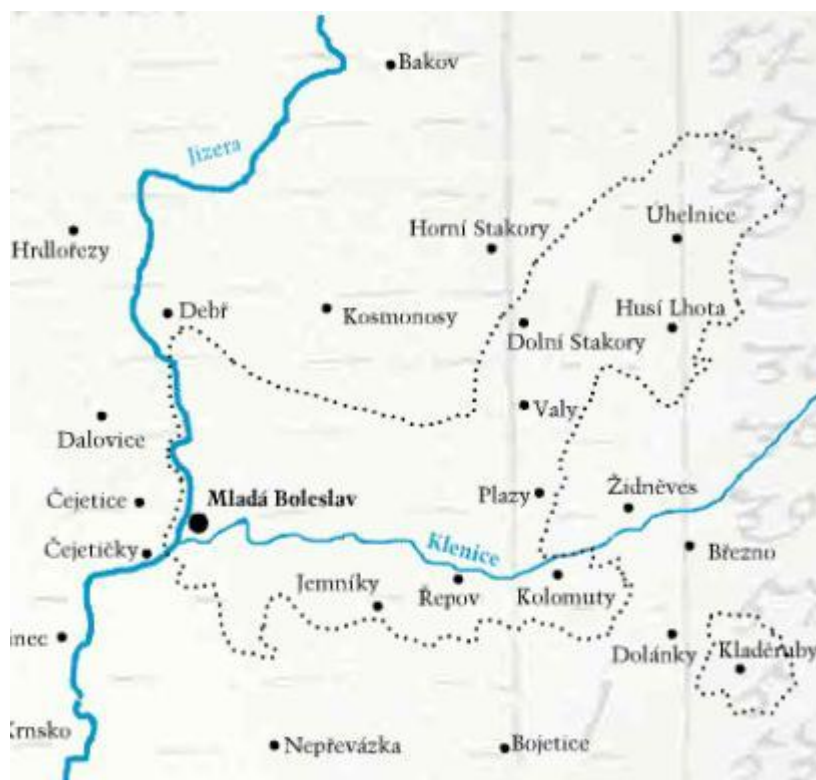 Bakov
Jizera
Úhelnice
Horní Stakory
Hrdlořezy
Debř
Kosmonosy
Husí Lhota
Dolní Stakory
Valy
Dalovice
Židněves
Plazy
Čejetice
Mladá Boleslav
Klenice
Čejetičky
Březno
Jemníky
Řepov
Kolomuty
Dolánky
Kladěruby
Krnsko
Nepřevázka
Bojetice